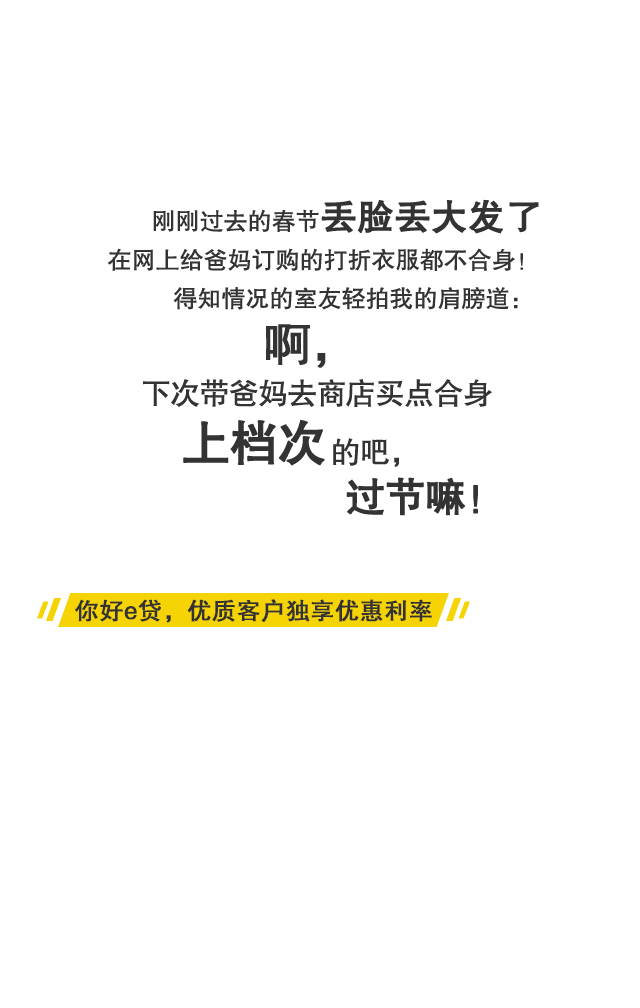 刚刚过去的春节丢脸丢大发了
在网上给爸妈订购的打折衣服都不合身！
得知情况的室友轻拍我的肩膀道：
啊，
下次带爸妈去商店买点合身
上档次的吧，
过节嘛！
你好e贷，优质客户独享优惠利率